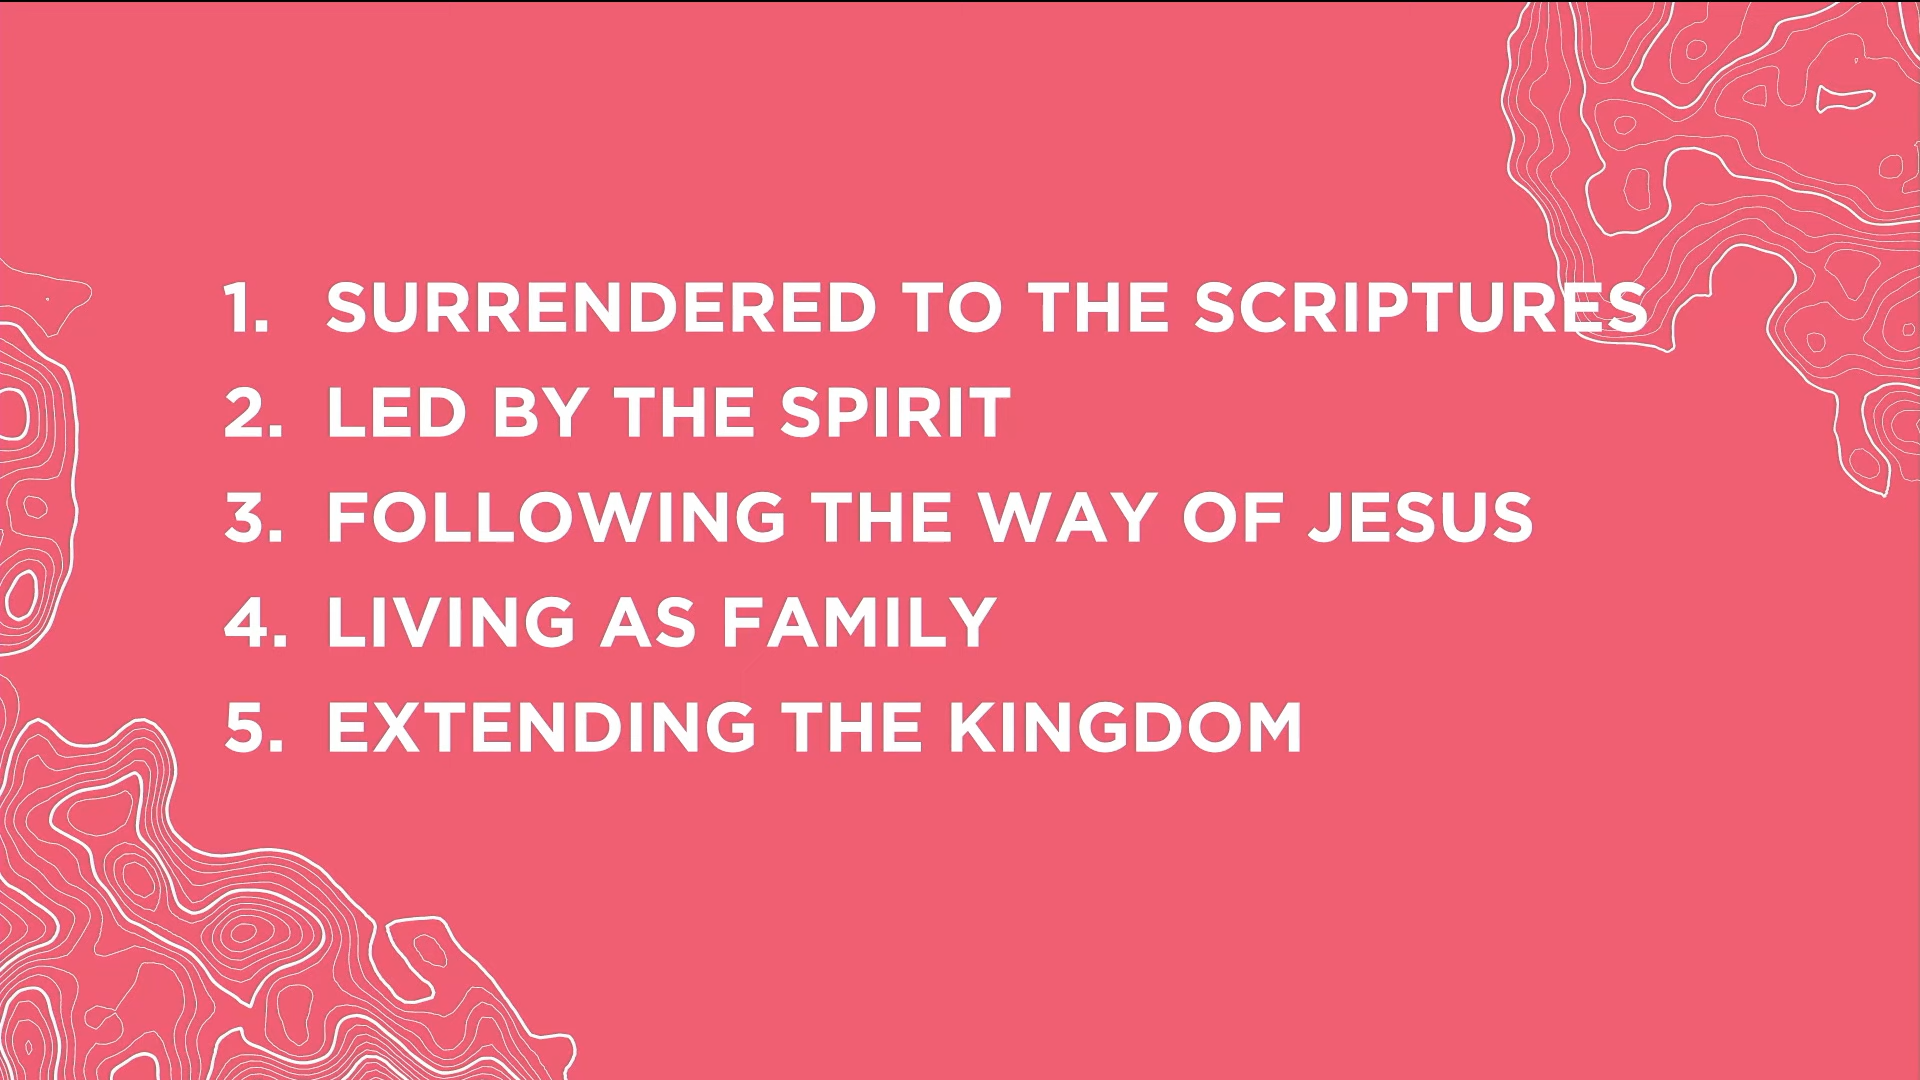 1. SURRENDERED TO THE SCRIPTURES
2. LED BY THE SPIRIT
3. FOLLOWING THE WAY OF JESUS
4. LIVING AS FAMILY
5. EXTENDING THE KINGDOM